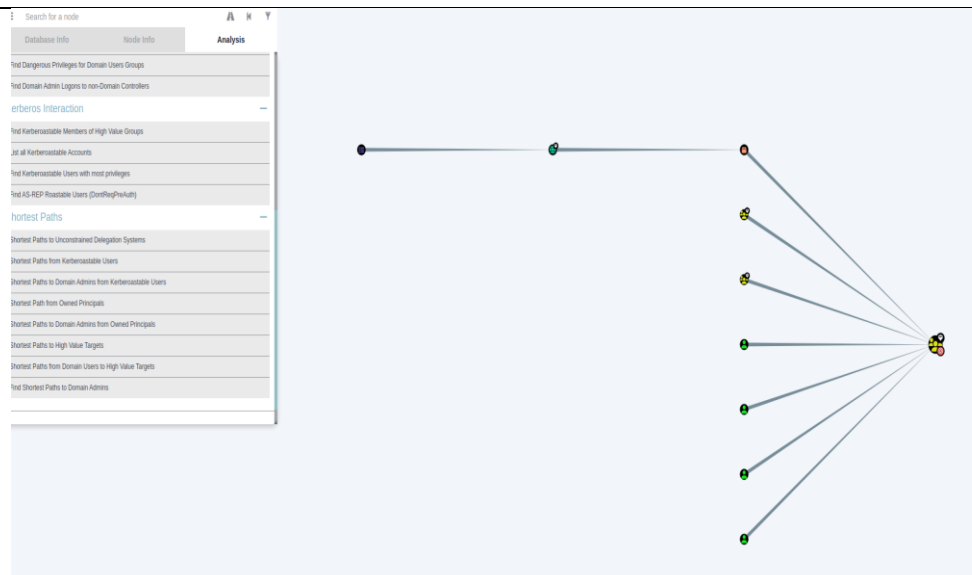 Search for a node
Database Info
Node Info
Analysis
Find Dangerous Privileges for Domain Users Groups
Find Domain Admin Logons to non-Domain Controllers
erberos Interaction
Find Kerberoastable Members of High Value Groups
List all Kerberoastable Accounts
Find Kerberoastable Users with most privileges
Find AS-REP Roastable Users (DontReqPreAuth)
hortest Paths
Shortest Paths to Unconstrained Delegation Systems
Shortest Paths from Kerberoastable Users
Shortest Paths to Domain Admins from Kerberoastable Users
Shortest Path from Owned Principals
Shortest Paths to Domain Admins from Owned Principals
Shortest Paths to High Value Targets
Shortest Paths from Domain Users to High Value Targets
Find Shortest Paths to Domain Admins